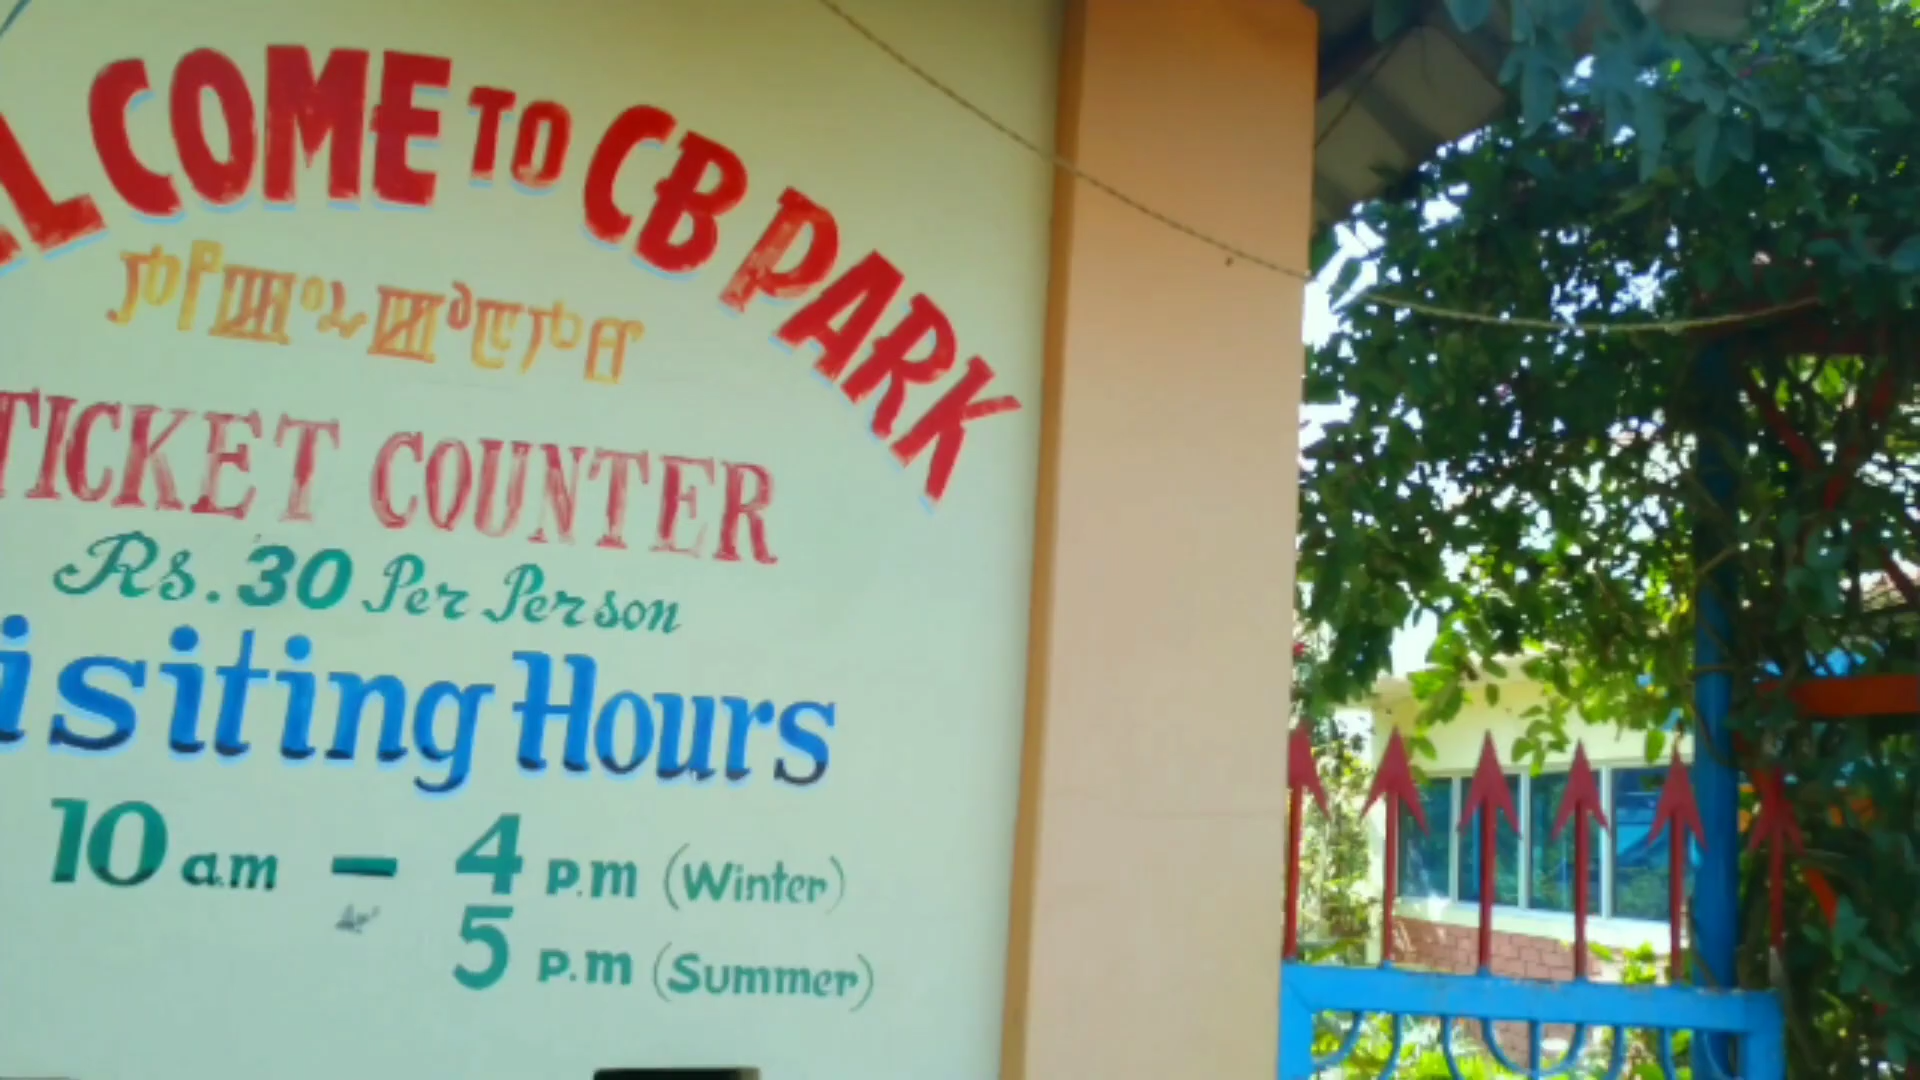 LCOME TO CB PARK
TICKET COUNTER
Rs. 30 Per Person
isiting Hours
10 a.m – 4 p.m (Winter)
5 p.m (Summer)